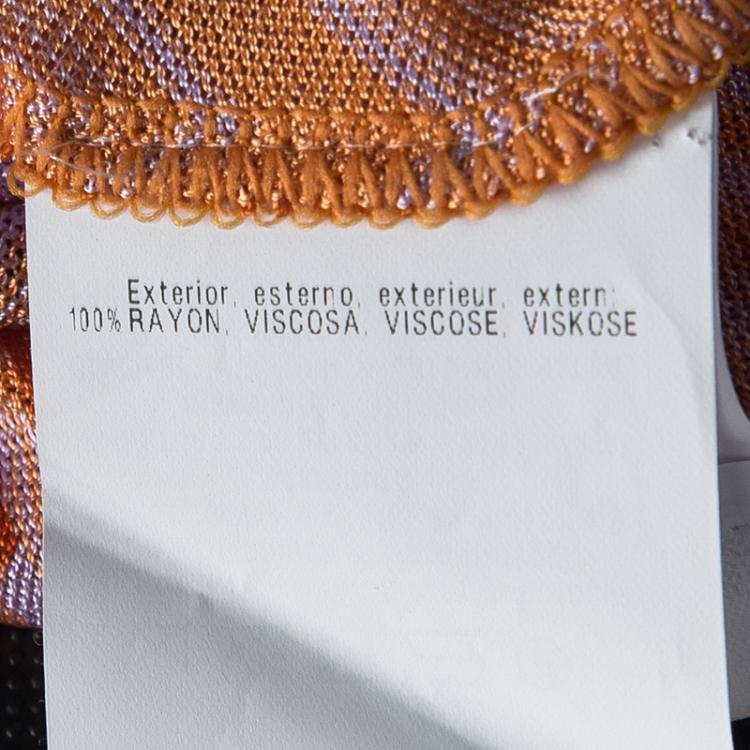 Exterior, esterno, exterieur, extern:
100% RAYON, VISCOSA, VISCOSE, VISKOSE